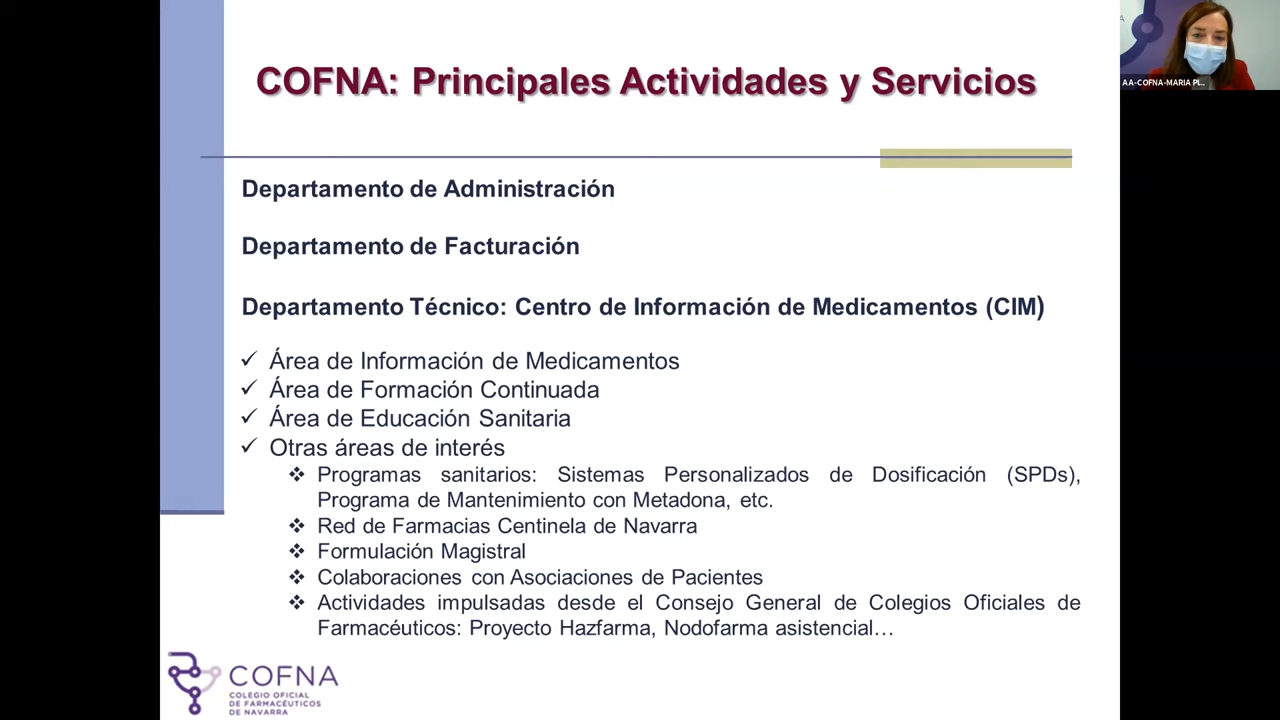 COFNA: Principales Actividades y Servicios
AA-COFNA-MARIA PL...
Departamento de Administración
Departamento de Facturación
Departamento Técnico: Centro de Información de Medicamentos (CIM)
✓ Área de Información de Medicamentos
✓ Área de Formación Continuada
✓ Área de Educación Sanitaria
✓ Otras áreas de interés
❖ Programas sanitarios: Sistemas Personalizados de Dosificación (SPDs),
Programa de Mantenimiento con Metadona, etc.
❖ Red de Farmacias Centinela de Navarra
❖ Formulación Magistral
❖ Colaboraciones con Asociaciones de Pacientes
❖ Actividades impulsadas desde el Consejo General de Colegios Oficiales de
Farmacéuticos: Proyecto Hazfarma, Nodofarma asistencial…
COFNA
COLEGIO OFICIAL
DE FARMACÉUTICOS
DE NAVARRA